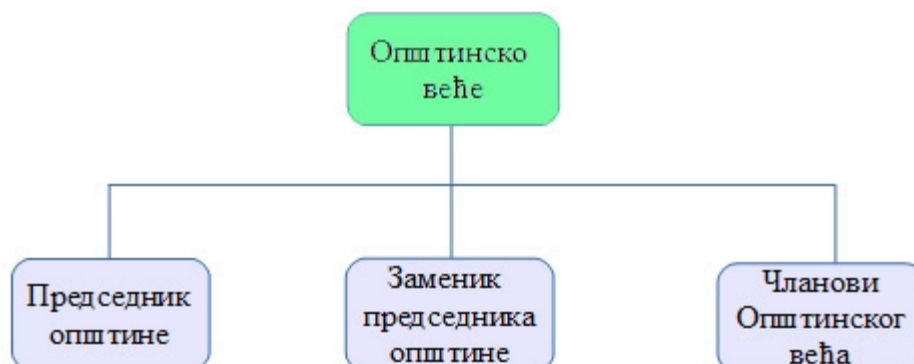 Општинско
веће
Председник
општине
Заменик
председника
општине
Чланови
Општинског
већа